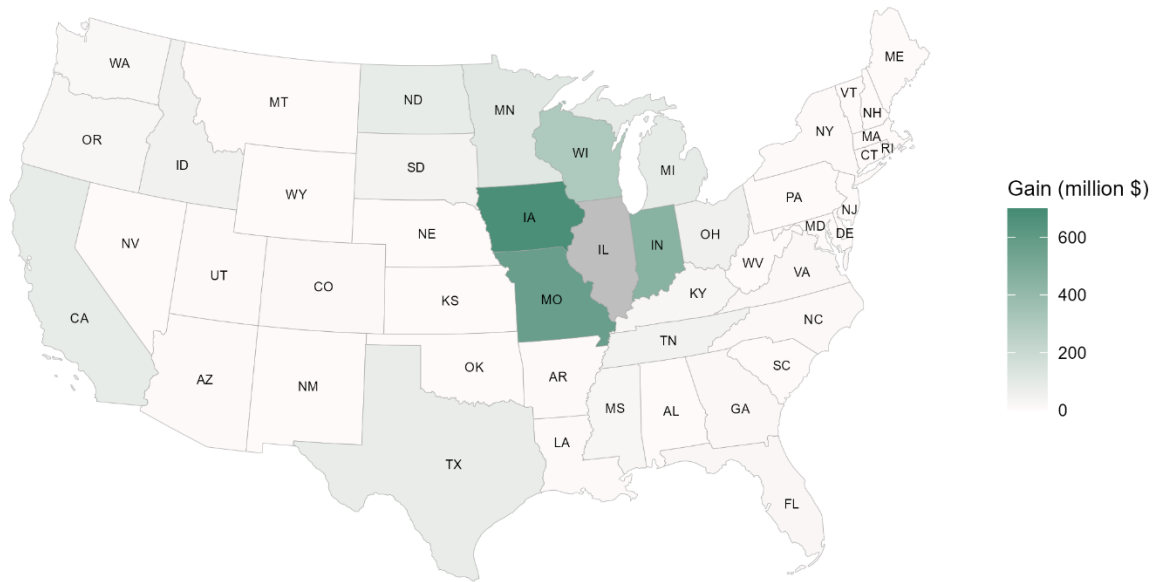 ME
WA
VT
MT
ND
MN
NH
NY
MA
OR
RI
WI
CT
ID
SD
MI
WY
PA
NJ
IA
MD
NE
OH
DE
NV
IL
IN
WV
VA
UT
CO
KY
KS
MO
CA
NC
TN
SC
OK
AR
AZ
NM
MS
AL
GA
LA
TX
FL
Gain (million $)
600
400
200
0